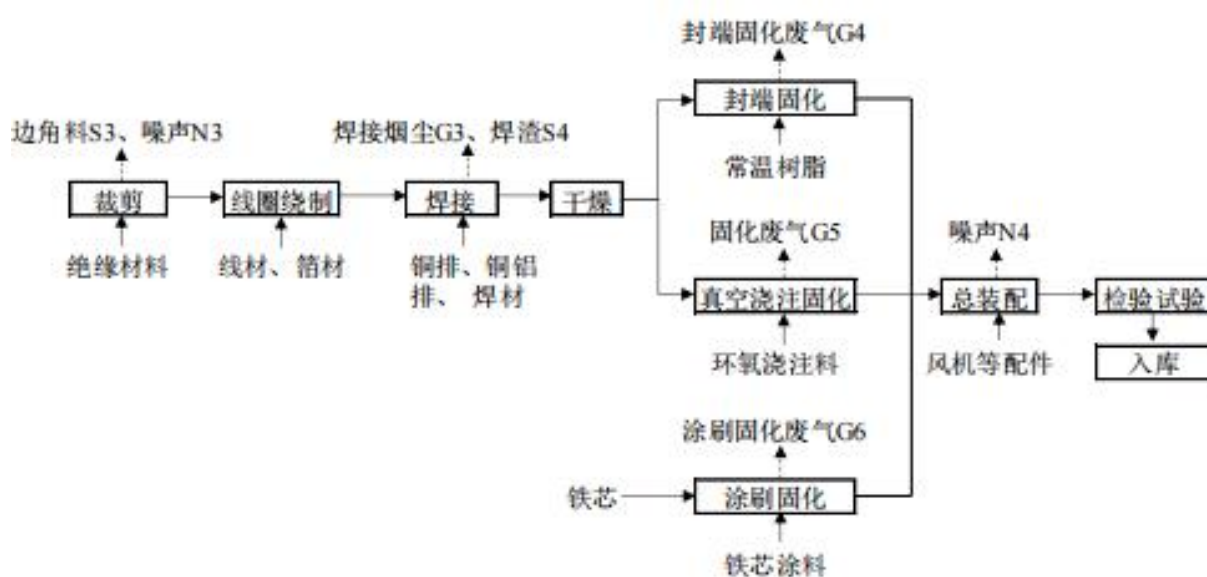 封端固化废气G4
封端固化
边角料S3、噪声N3
焊接烟尘G3、焊渣S4
常温树脂
裁剪
线圈绕制
焊接
干燥
固化废气G5
噪声N4
绝缘材料
线材、箔材
铜排、铜铝
排、 焊材
真空浇注固化
总装配
检验试验
环氧浇注料
风机等配件
入库
涂刷固化废气G6
铁芯
涂刷固化
铁芯涂料